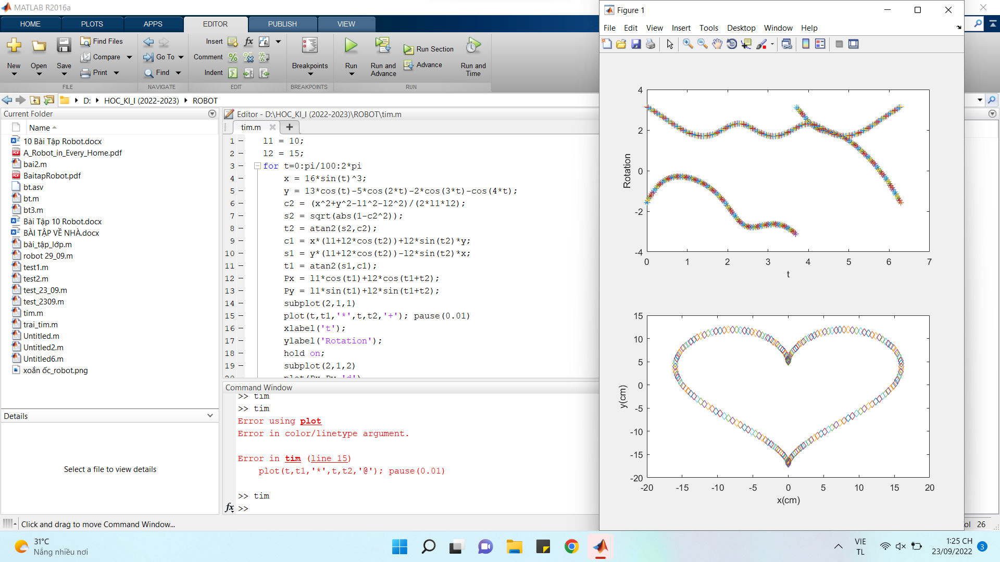 MATLAB R2016a
HOME
PLOTS
APPS
EDITOR
PUBLISH
VIEW
New
Open
Save
Find Files
Compare
Print
FILE
Go To
Find
NAVIGATE
Insert
fx
Comment
Indent
EDIT
Breakpoints
BREAKPOINTS
Run
Run and Advance
Run Section
Advance
Run and Time
RUN
D:
HOC_KI_I (2022-2023)
ROBOT
Current Folder
Name
10 Bài Tập Robot.docx
A_Robot_in_Every_Home.pdf
bai2.m
BaitapRobot.pdf
bt.asv
bt.m
bt3.m
Bài Tập 10 Robot.docx
BÀI TẬP VỀ NHÀ.docx
bài_tập_lớp.m
robot 29_09.m
test1.m
test2.m
test_23_09.m
test_2309.m
tim.m
trai_tim.m
Untitled.m
Untitled2.m
Untitled6.m
xoắn ốc_robot.png
Details
Select a file to view details
Editor - D:\HOC_KI_I (2022-2023)\ROBOT\tim.m
tim.m
1 l1 = 10;
2 l2 = 15;
3 for t=0:pi/100:2*pi
4 x = 16*sin(t)^3;
5 y = 13*cos(t)-5*cos(2*t)-2*cos(3*t)-cos(4*t);
6 c2 = (x^2+y^2-l1^2-l2^2)/(2*l1*l2);
7 s2 = sqrt(abs(1-c2^2));
8 t2 = atan2(s2,c2);
9 c1 = x*(l1+l2*cos(t2))+l2*sin(t2)*y;
10 s1 = y*(l1+l2*cos(t2))-l2*sin(t2)*x;
11 t1 = atan2(s1,c1);
12 Px = l1*cos(t1)+l2*cos(t1+t2);
13 Py = l1*sin(t1)+l2*sin(t1+t2);
14 subplot(2,1,1)
15 plot(t,t1,'*',t,t2,'+'); pause(0.01)
16 xlabel('t');
17 ylabel('Rotation');
18 hold on;
19 subplot(2,1,2)
20 plot(Px,Py,'d')
Command Window
>> tim
>> tim
Error using plot
Error in color/linetype argument.
Error in tim (line 15)
plot(t,t1,'*',t,t2,'@'); pause(0.01)
>> tim
fx >>
Click and drag to move Command Window...
Figure 1
File Edit View Insert Tools Desktop Window Help
4
2
0
-2
-4
Rotation
0 1 2 3 4 5 6 7
t
15
10
5
0
-5
-10
-15
-20
y(cm)
-20 -15 -10 -5 0 5 10 15 20
x(cm)
ol 26
31°C
Nắng nhiều nơi
VIE
TL
1:25 CH
23/09/2022
3